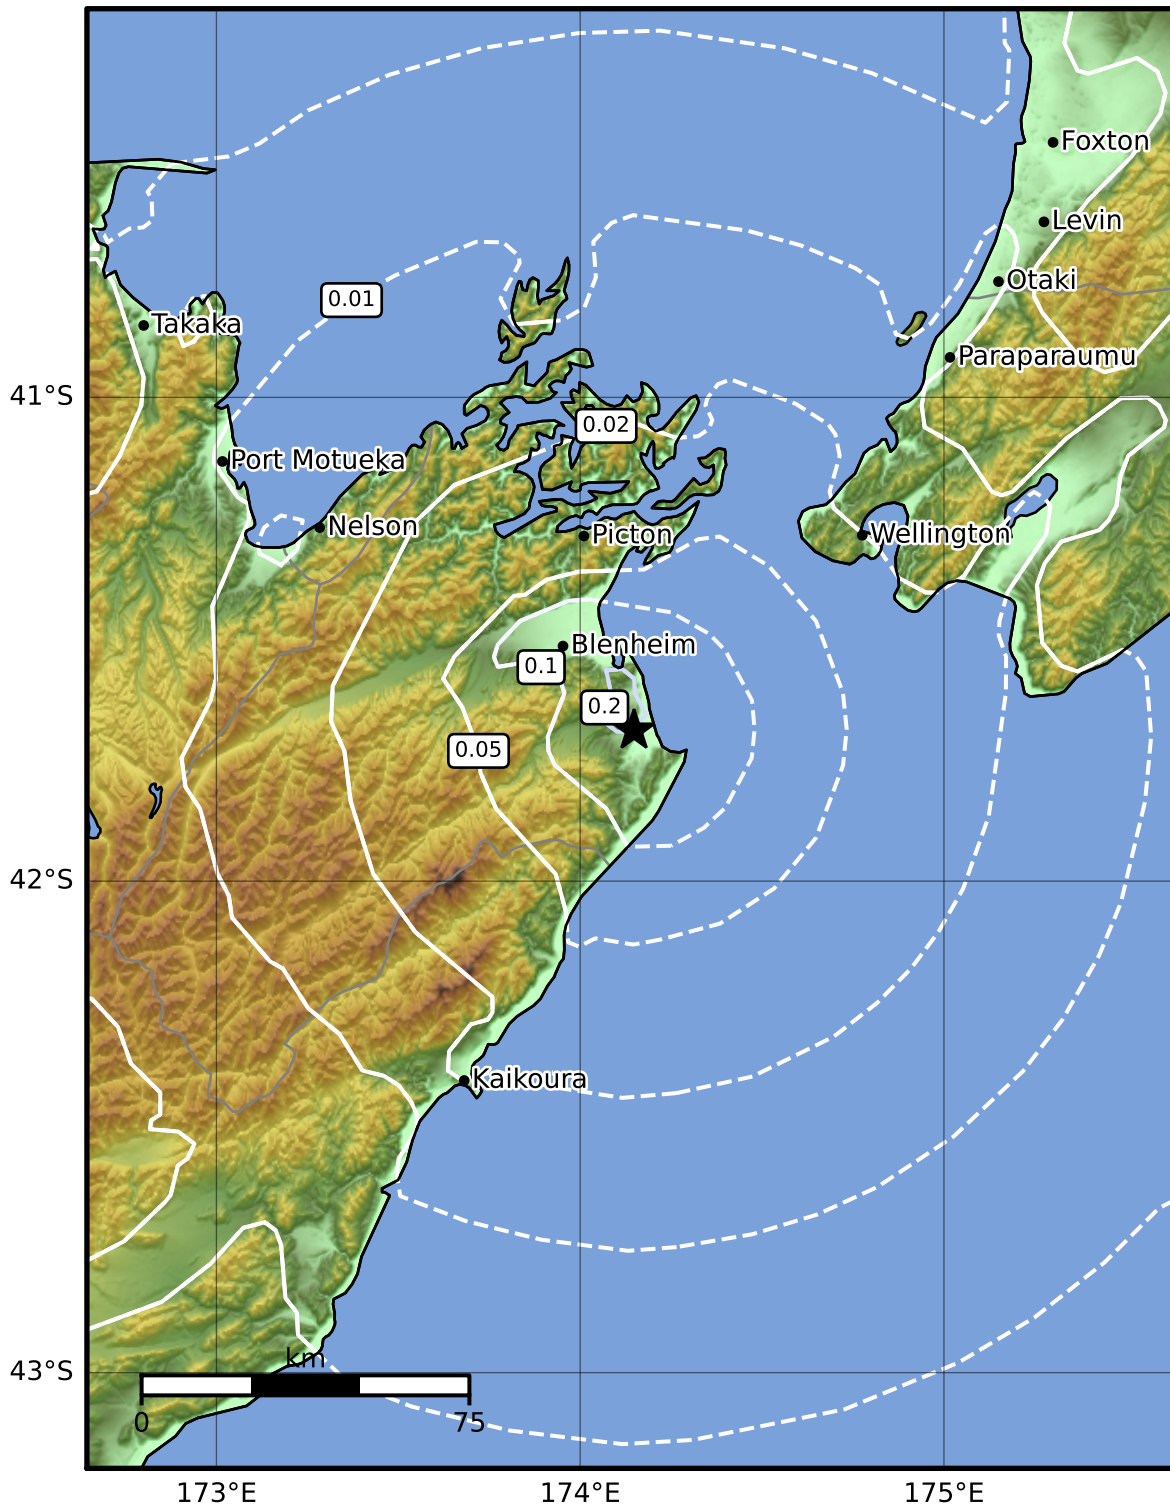 Foxton
Levin
Otaki
0.01
Takaka
Paraparaumu
41°S
0.02
Port Motueka
Nelson
Picton
Wellington
Blenheim
0.1
0.2
0.05
42°S
Kaikoura
43°S
km
0
75
173°E
174°E
175°E